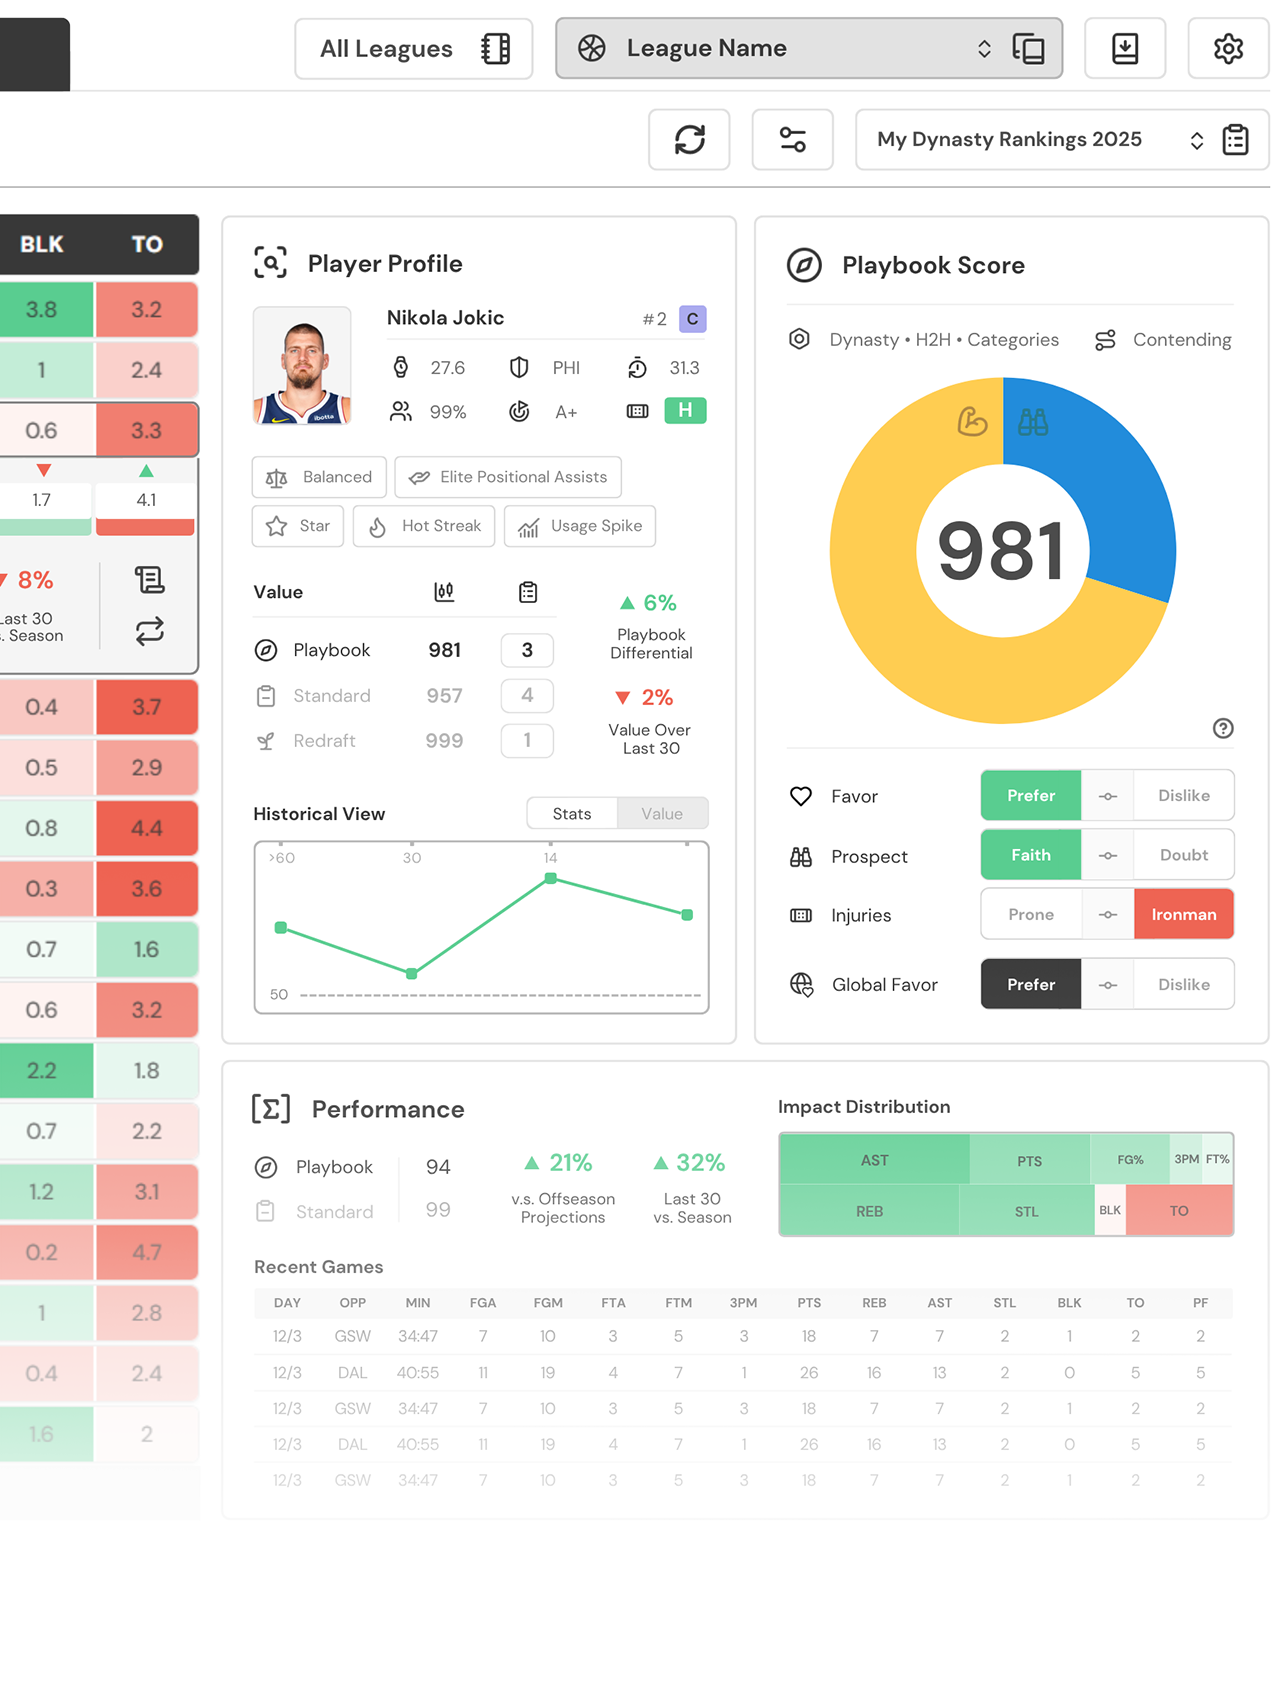 All Leagues
League Name
My Dynasty Rankings 2025
BLK TO
3.8 3.2
1 2.4
0.6 3.3
1.7 4.1
8%
Last 30
s. Season
0.4 3.7
0.5 2.9
0.8 4.4
0.3 3.6
0.7 1.6
0.6 3.2
2.2 1.8
0.7 2.2
1.2 3.1
0.2 4.7
1 2.8
0.4 2.4
1.6 2
Player Profile
Nikola Jokic #2 C
27.6 PHI 31.3
99% A+ H
ibotta
Balanced Elite Positional Assists
Star Hot Streak Usage Spike
Value
Playbook 981 3
Standard 957 4
Redraft 999 1
6%
Playbook
Differential
2%
Value Over
Last 30
Historical View Stats Value
>60 30 14
50
Playbook Score
Dynasty • H2H • Categories Contending
981
Favor Prefer Dislike
Prospect Faith Doubt
Injuries Prone Ironman
Global Favor Prefer Dislike
[Σ] Performance
Playbook 94
Standard 99
21%
v.s. Offseason
Projections
32%
Last 30
vs. Season
Impact Distribution
AST PTS FG% 3PM FT%
REB STL BLK TO
Recent Games
DAY OPP MIN FGA FGM FTA FTM 3PM PTS REB AST STL BLK TO PF
12/3 GSW 34:47 7 10 3 5 3 18 7 7 2 1 2 2
12/3 DAL 40:55 11 19 4 7 1 26 16 13 2 0 5 5
12/3 GSW 34:47 7 10 3 5 3 18 7 7 2 1 2 2
12/3 DAL 40:55 11 19 4 7 1 26 16 13 2 0 5 5
12/3 GSW 34:47 7 10 3 5 3 18 7 7 2 1 2 2